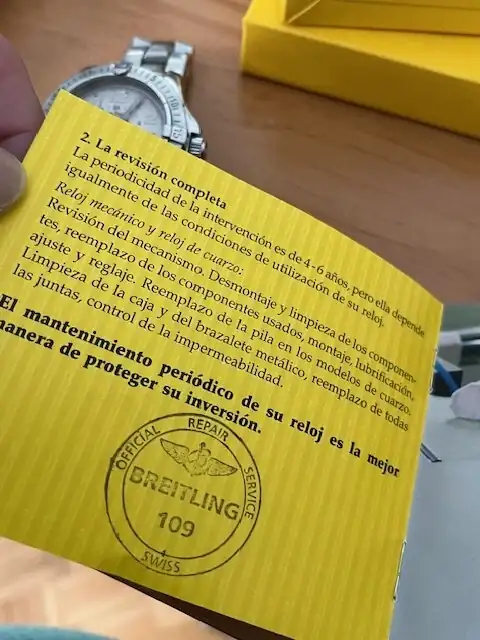 2. La revisión completa
La periodicidad de la intervención es de 4 - 6 años, pero ella depende
igualmente de las condiciones de utilización de su reloj.
Reloj mecánico y reloj de cuarzo:
Revisión del mecanismo. Desmontaje y limpieza de los componen-
tes, reemplazo de los componentes usados, montaje, lubrificación,
ajuste y reglaje. Reemplazo de la pila en los modelos de cuarzo.
Limpieza de la caja y del brazalete metálico, reemplazo de todas
las juntas, control de la impermeabilidad.
El mantenimiento periódico de su reloj es la mejor
manera de proteger su inversión.
OFFICIAL REPAIR SERVICE
BREITLING
109
SWISS